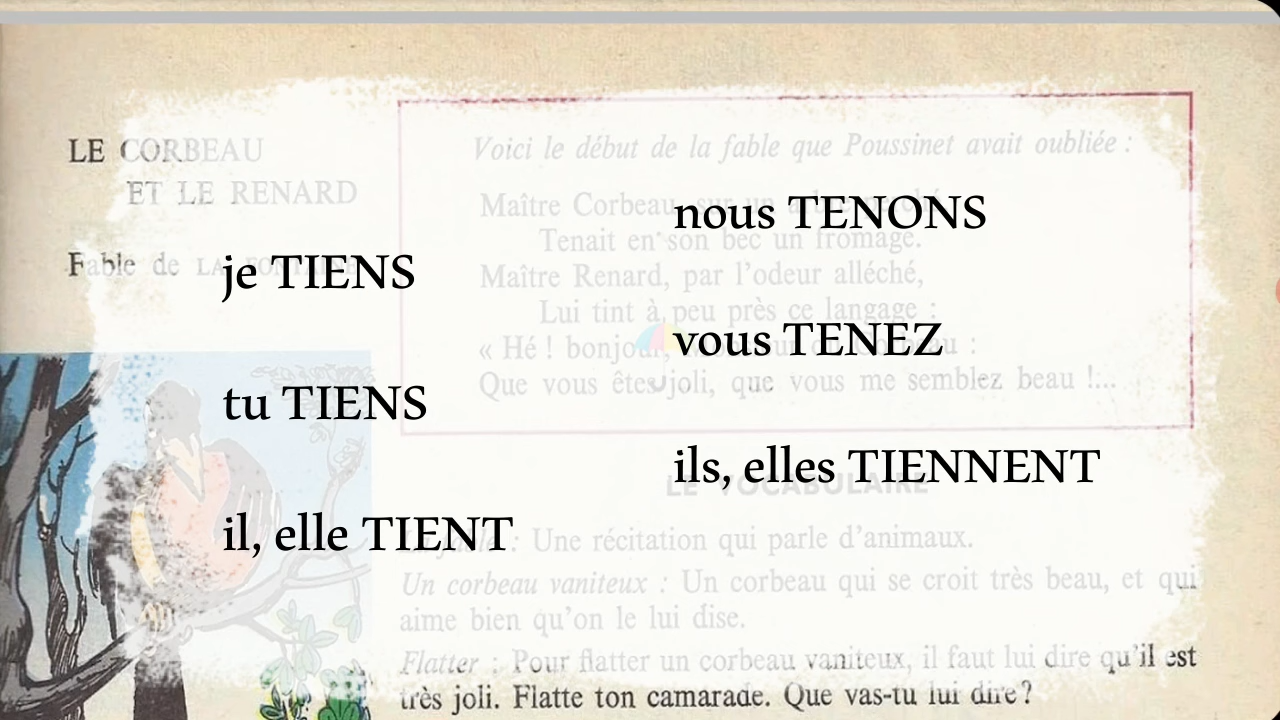 LE CORBEAU
ET LE RENARD
Fable de LA FONTAINE
Voici le début de la fable que Poussinet avait oubliée :
Maître Corbeau, sur un
Tenait en son bec un fromage.
Maître Renard, par l'odeur alléché,
Lui tint à peu près ce langage :
« Hé ! bonjour, :
Que vous êtes joli, que vous me semblez beau !...
je TIENS
tu TIENS
il, elle TIENT
nous TENONS
vous TENEZ
ils, elles TIENNENT
LE VOCABULAIRE
: Une récitation qui parle d'animaux.
Un corbeau vaniteux : Un corbeau qui se croit très beau, et qui
aime bien qu'on le lui dise.
Flatter : Pour flatter un corbeau vaniteux, il faut lui dire qu'il est
très joli. Flatte ton camarade. Que vas-tu lui dire ?